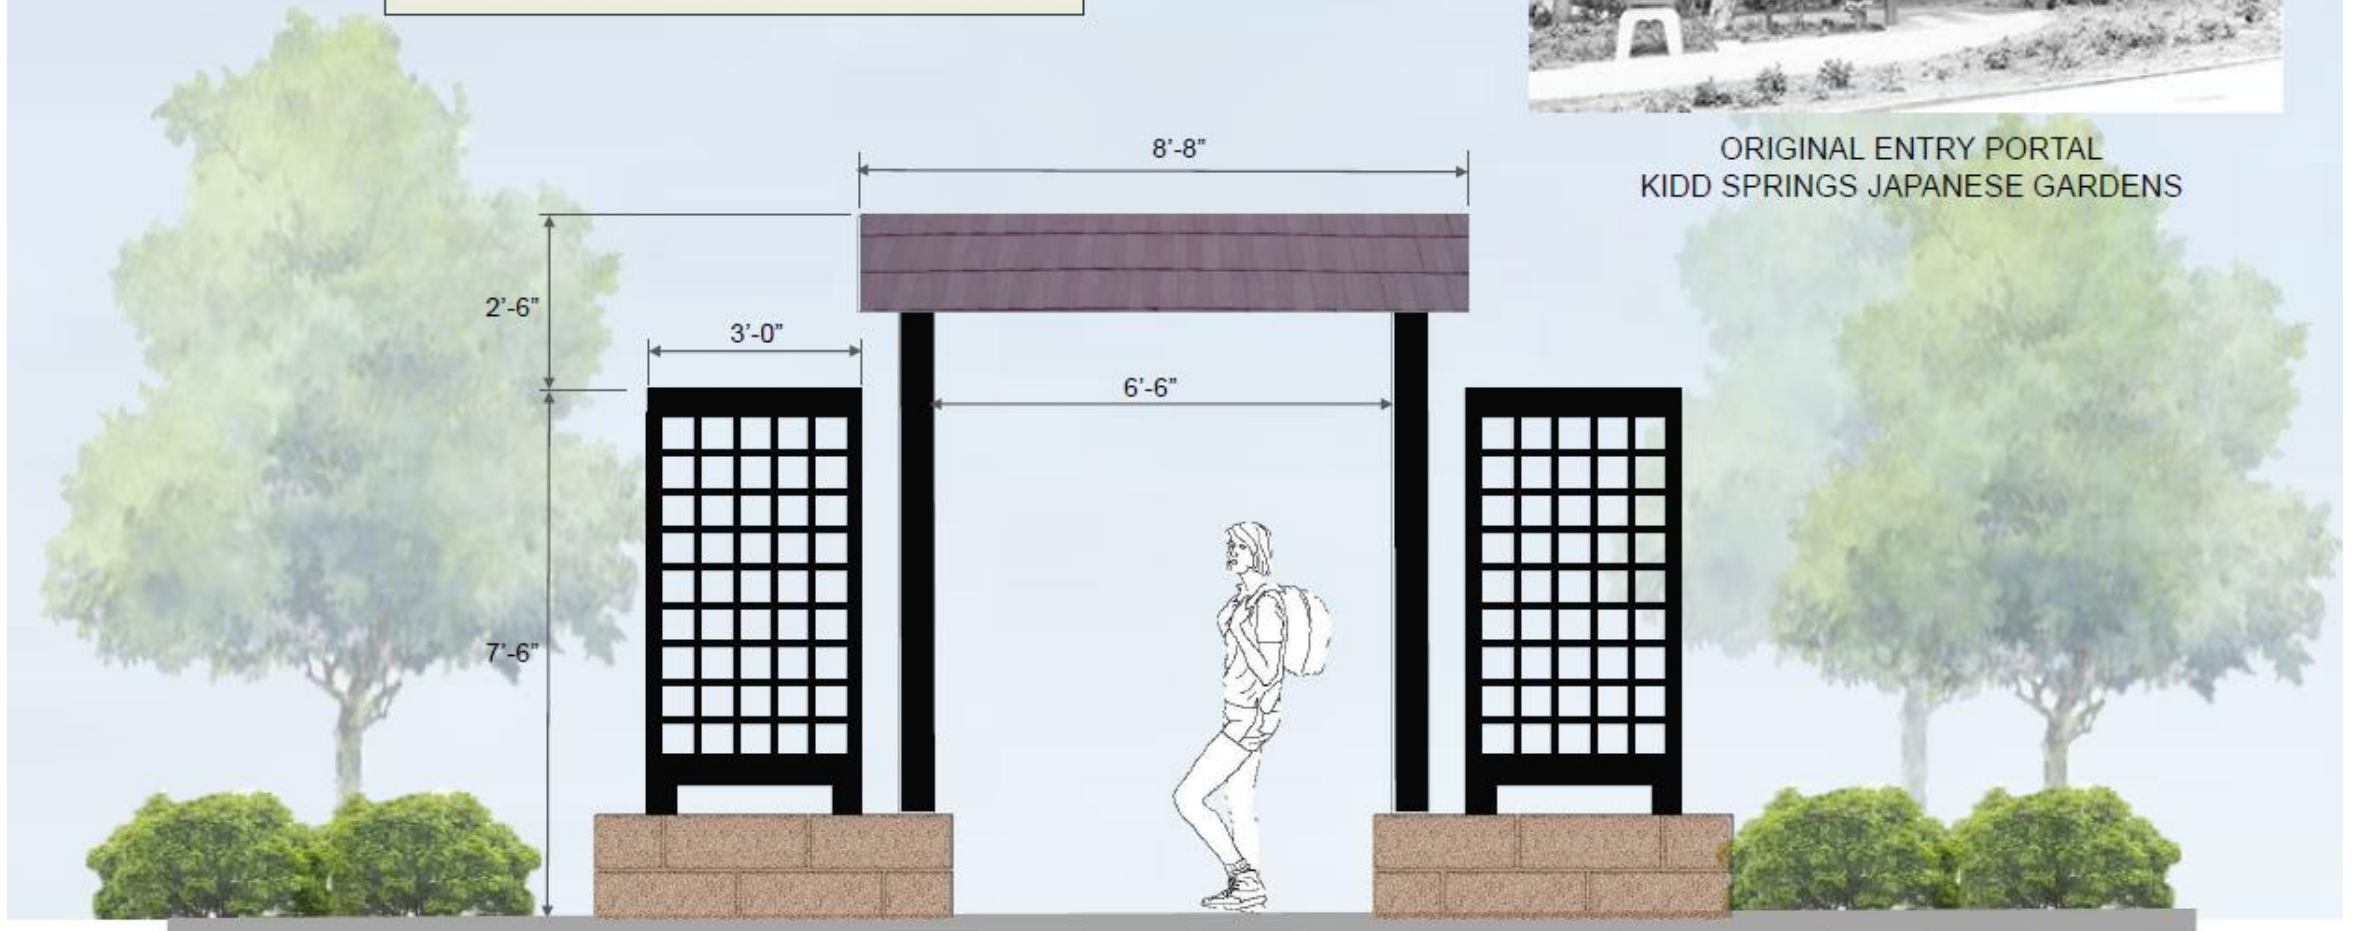 ORIGINAL ENTRY PORTAL
KIDD SPRINGS JAPANESE GARDENS
8’-8”
2’-6”
3’-0”
6’-6”
7’-6”